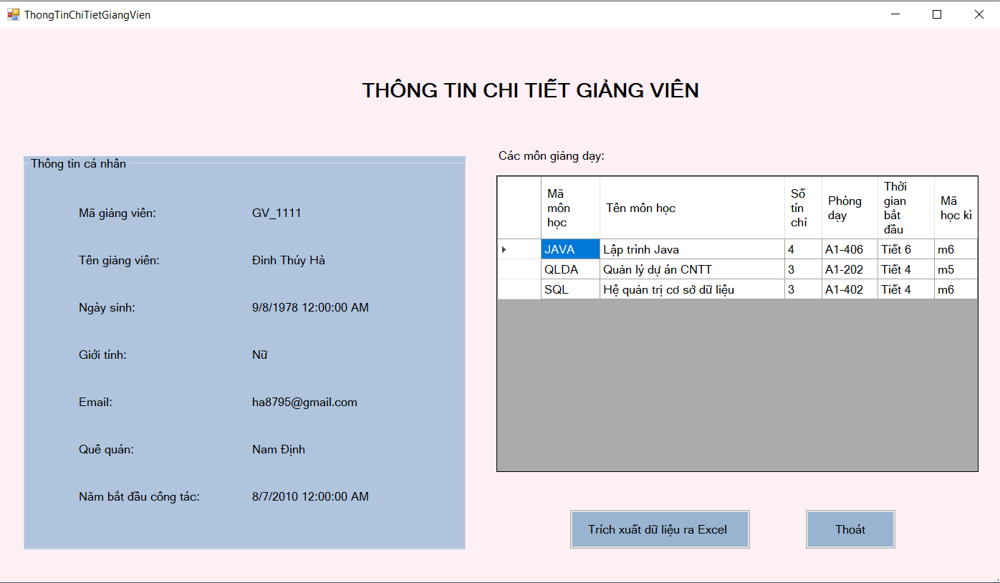 ThongTinChiTietGiangVien
THÔNG TIN CHI TIẾT GIẢNG VIÊN
Thông tin cá nhân
Mã giảng viên: GV_1111
Tên giảng viên: Đinh Thúy Hà
Ngày sinh: 9/8/1978 12:00:00 AM
Giới tính: Nữ
Email: ha8795@gmail.com
Quê quán: Nam Định
Năm bắt đầu công tác: 8/7/2010 12:00:00 AM
Các môn giảng dạy:
Mã môn học Tên môn học Số tín chỉ Phòng dạy Thời gian bắt đầu Mã học kì
JAVA Lập trình Java 4 A1-406 Tiết 6 m6
QLDA Quản lý dự án CNTT 3 A1-202 Tiết 4 m5
SQL Hệ quản trị cơ sở dữ liệu 3 A1-402 Tiết 4 m6
Trích xuất dữ liệu ra Excel
Thoát